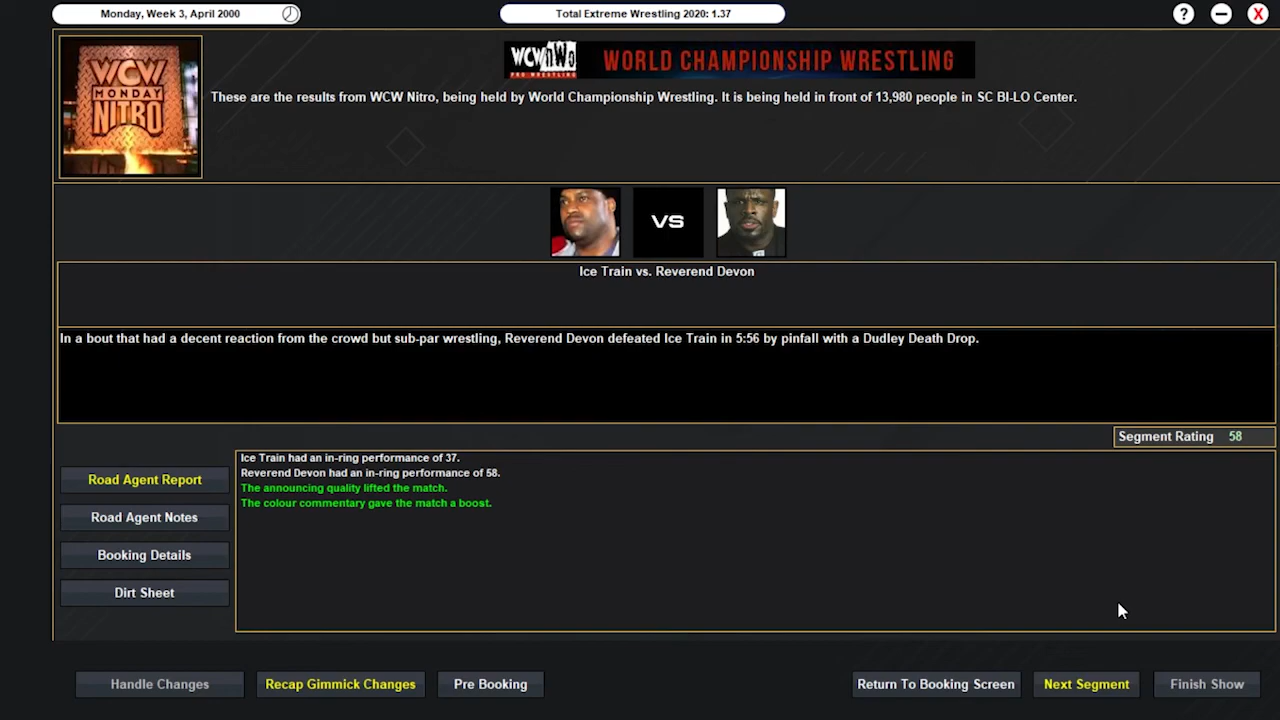 Monday, Week 3, April 2000
Total Extreme Wrestling 2020: 1.37
? X
WCW
MONDAY
NITRO
WCW nWo
PRO WRESTLING
WORLD CHAMPIONSHIP WRESTLING
These are the results from WCW Nitro, being held by World Championship Wrestling. It is being held in front of 13,980 people in SC BI-LO Center.
VS
Ice Train vs. Reverend Devon
In a bout that had a decent reaction from the crowd but sub-par wrestling, Reverend Devon defeated Ice Train in 5:56 by pinfall with a Dudley Death Drop.
Segment Rating 58
Ice Train had an in-ring performance of 37.
Reverend Devon had an in-ring performance of 58.
The announcing quality lifted the match.
The colour commentary gave the match a boost.
Road Agent Report
Road Agent Notes
Booking Details
Dirt Sheet
Handle Changes
Recap Gimmick Changes
Pre Booking
Return To Booking Screen
Next Segment
Finish Show